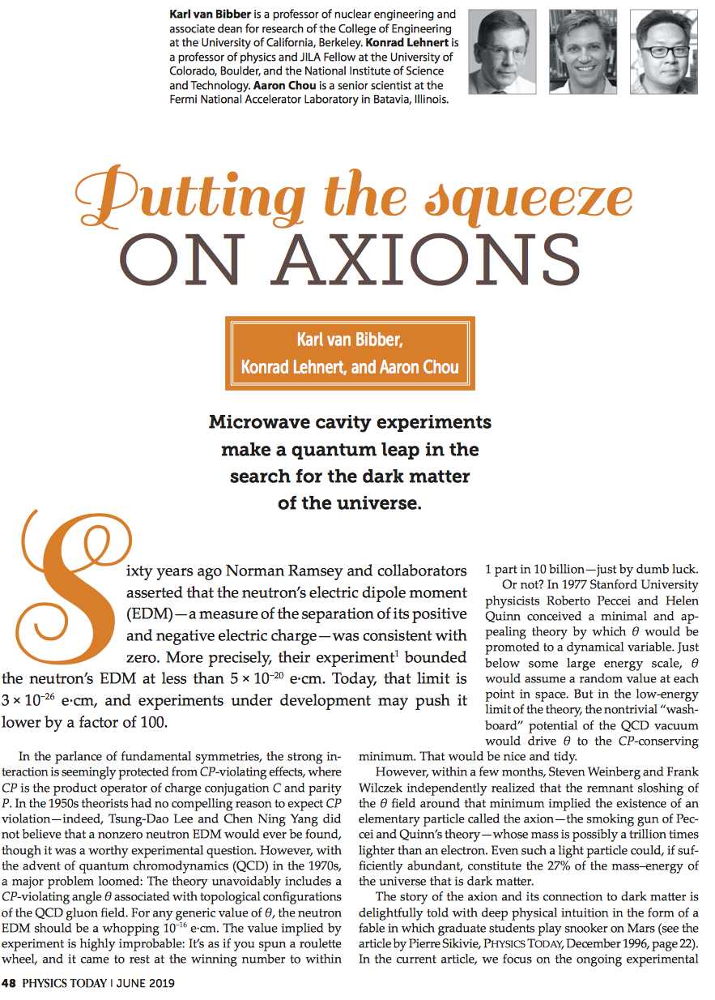 Karl van Bibber is a professor of nuclear engineering and
associate dean for research of the College of Engineering
at the University of California, Berkeley. Konrad Lehnert is
a professor of physics and JILA Fellow at the University of
Colorado, Boulder, and the National Institute of Science
and Technology. Aaron Chou is a senior scientist at the
Fermi National Accelerator Laboratory in Batavia, Illinois.
Putting the squeeze
ON AXIONS
Karl van Bibber,
Konrad Lehnert, and Aaron Chou
Microwave cavity experiments
make a quantum leap in the
search for the dark matter
of the universe.
Sixty years ago Norman Ramsey and collaborators
asserted that the neutron's electric dipole moment
(EDM)—a measure of the separation of its positive
and negative electric charge—was consistent with
zero. More precisely, their experiment¹ bounded
the neutron's EDM at less than 5 × 10⁻²⁰ e·cm. Today, that limit is
3 × 10⁻²⁶ e·cm, and experiments under development may push it
lower by a factor of 100.
In the parlance of fundamental symmetries, the strong in-
teraction is seemingly protected from CP-violating effects, where
CP is the product operator of charge conjugation C and parity
P. In the 1950s theorists had no compelling reason to expect CP
violation—indeed, Tsung-Dao Lee and Chen Ning Yang did
not believe that a nonzero neutron EDM would ever be found,
though it was a worthy experimental question. However, with
the advent of quantum chromodynamics (QCD) in the 1970s,
a major problem loomed: The theory unavoidably includes a
CP-violating angle θ associated with topological configurations
of the QCD gluon field. For any generic value of θ, the neutron
EDM should be a whopping 10⁻¹⁶ e·cm. The value implied by
experiment is highly improbable: It's as if you spun a roulette
wheel, and it came to rest at the winning number to within
1 part in 10 billion—just by dumb luck.
Or not? In 1977 Stanford University
physicists Roberto Peccei and Helen
Quinn conceived a minimal and ap-
pealing theory by which θ would be
promoted to a dynamical variable. Just
below some large energy scale, θ
would assume a random value at each
point in space. But in the low-energy
limit of the theory, the nontrivial "wash-
board" potential of the QCD vacuum
would drive θ to the CP-conserving
minimum. That would be nice and tidy.
However, within a few months, Steven Weinberg and Frank
Wilczek independently realized that the remnant sloshing of
the θ field around that minimum implied the existence of an
elementary particle called the axion—the smoking gun of Pec-
cei and Quinn's theory—whose mass is possibly a trillion times
lighter than an electron. Even such a light particle could, if suf-
ficiently abundant, constitute the 27% of the mass–energy of
the universe that is dark matter.
The story of the axion and its connection to dark matter is
delightfully told with deep physical intuition in the form of a
fable in which graduate students play snooker on Mars (see the
article by Pierre Sikivie, PHYSICS TODAY, December 1996, page 22).
In the current article, we focus on the ongoing experimental
48 PHYSICS TODAY | JUNE 2019